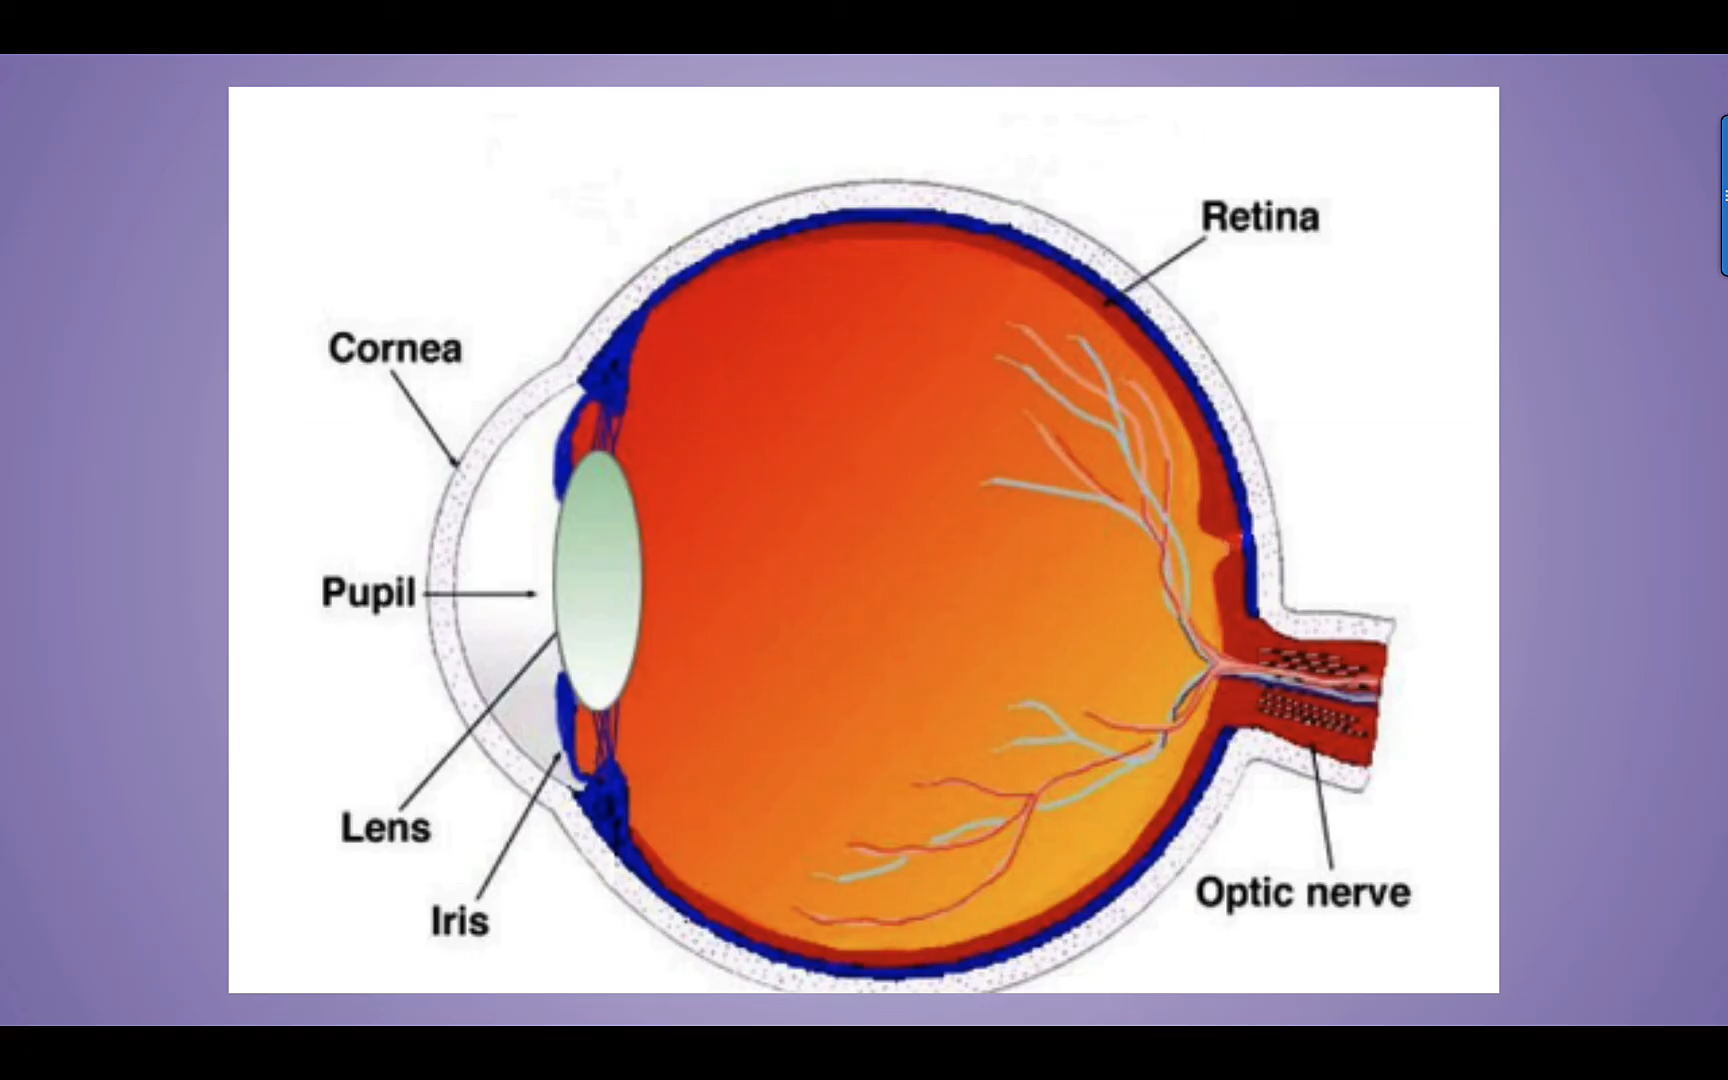 Retina
Cornea
Pupil
Lens
Iris
Optic nerve